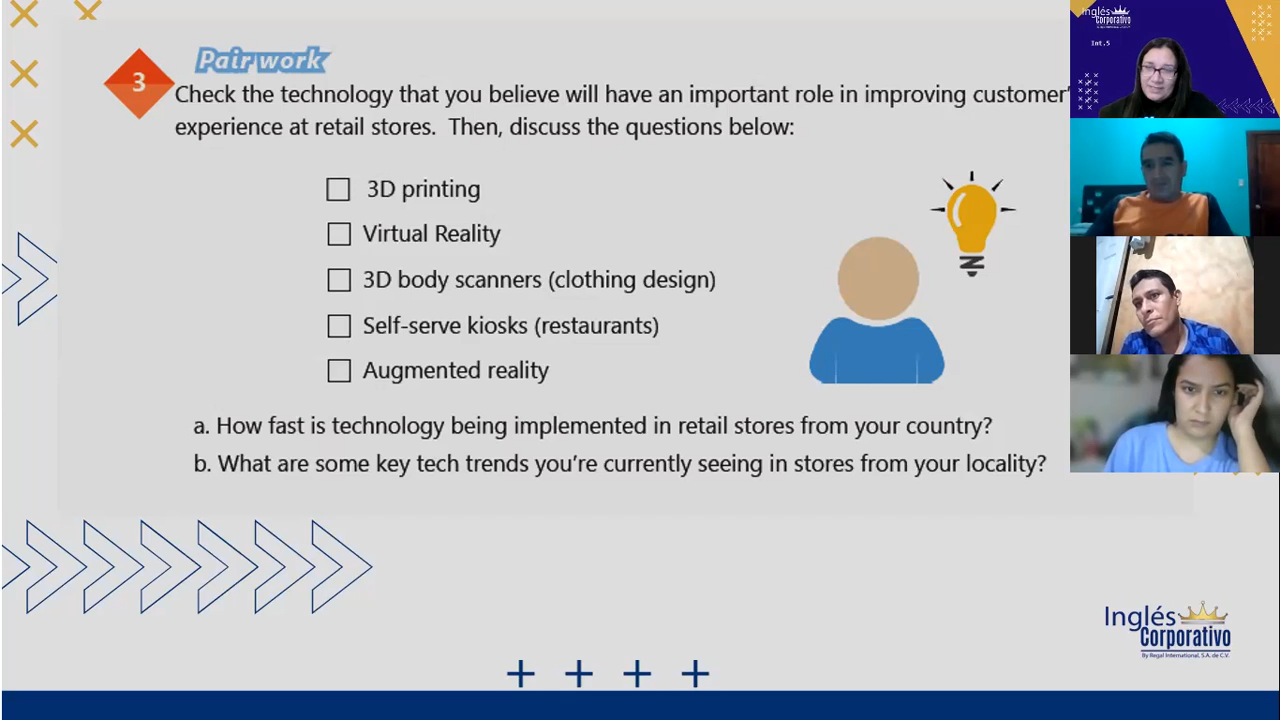 Pair work
3
Check the technology that you believe will have an important role in improving customer'
experience at retail stores. Then, discuss the questions below:
3D printing
Virtual Reality
3D body scanners (clothing design)
Self-serve kiosks (restaurants)
Augmented reality
a. How fast is technology being implemented in retail stores from your country?
b. What are some key tech trends you're currently seeing in stores from your locality?
Inglés
Corporativo
Int.5
Inglés
Corporativo
By Regal International, S.A. de C.V.